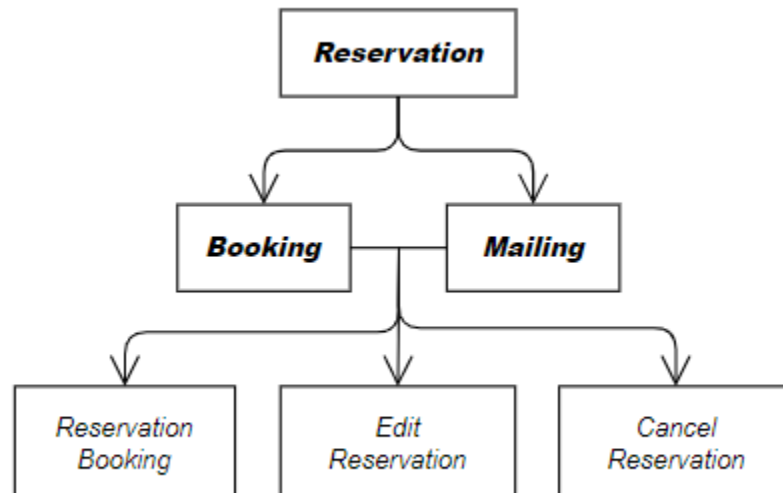 Reservation
Booking
Mailing
Reservation
Booking
Edit
Reservation
Cancel
Reservation